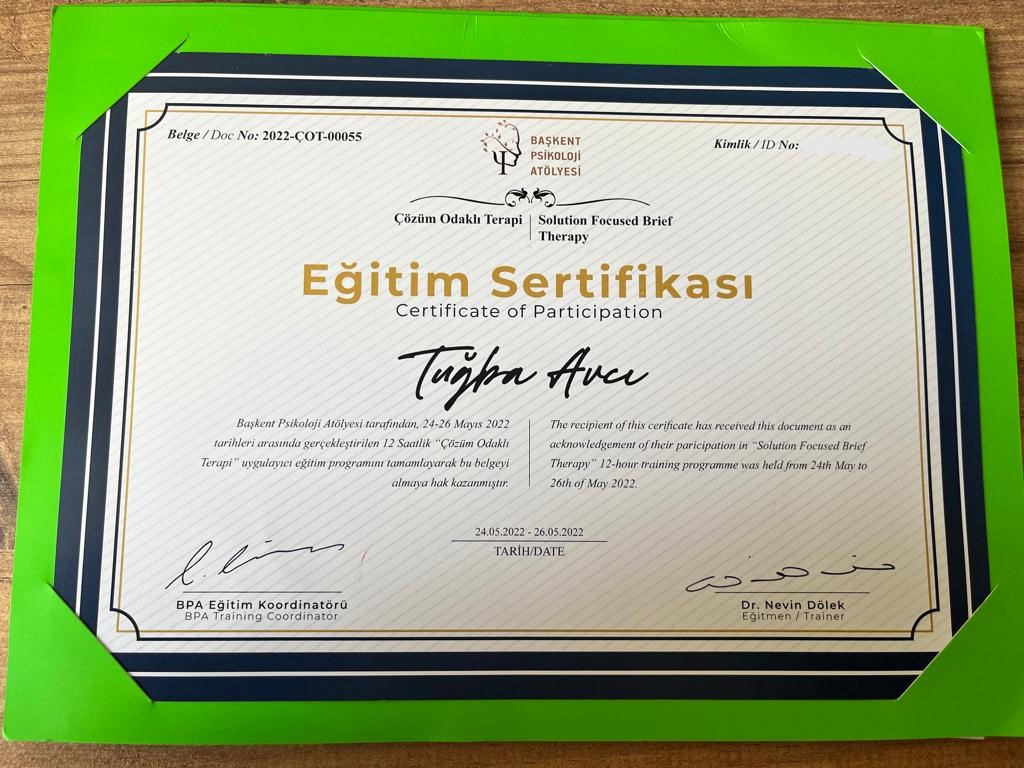 Belge / Doc No: 2022-ÇOT-00055
BAŞKENT
PSİKOLOJİ
ATÖLYESİ
Kimlik / ID No:
Çözüm Odaklı Terapi
Solution Focused Brief
Therapy
Eğitim Sertifikası
Certificate of Participation
Tuğba Avcı
Başkent Psikoloji Atölyesi tarafından, 24-26 Mayıs 2022
tarihleri arasında gerçekleştirilen 12 Saatlik “Çözüm Odaklı
Terapi” uygulayıcı eğitim programını tamamlayarak bu belgeyi
almaya hak kazanmıştır.
The recipient of this cerificate has received this document as an
acknowledgement of their paricipation in “Solution Focused Brief
Therapy” 12-hour training programme was held from 24th May to
26th of May 2022.
24.05.2022 - 26.05.2022
TARİH/DATE
BPA Eğitim Koordinatörü
BPA Training Coordinator
Dr. Nevin Dölek
Eğitmen / Trainer